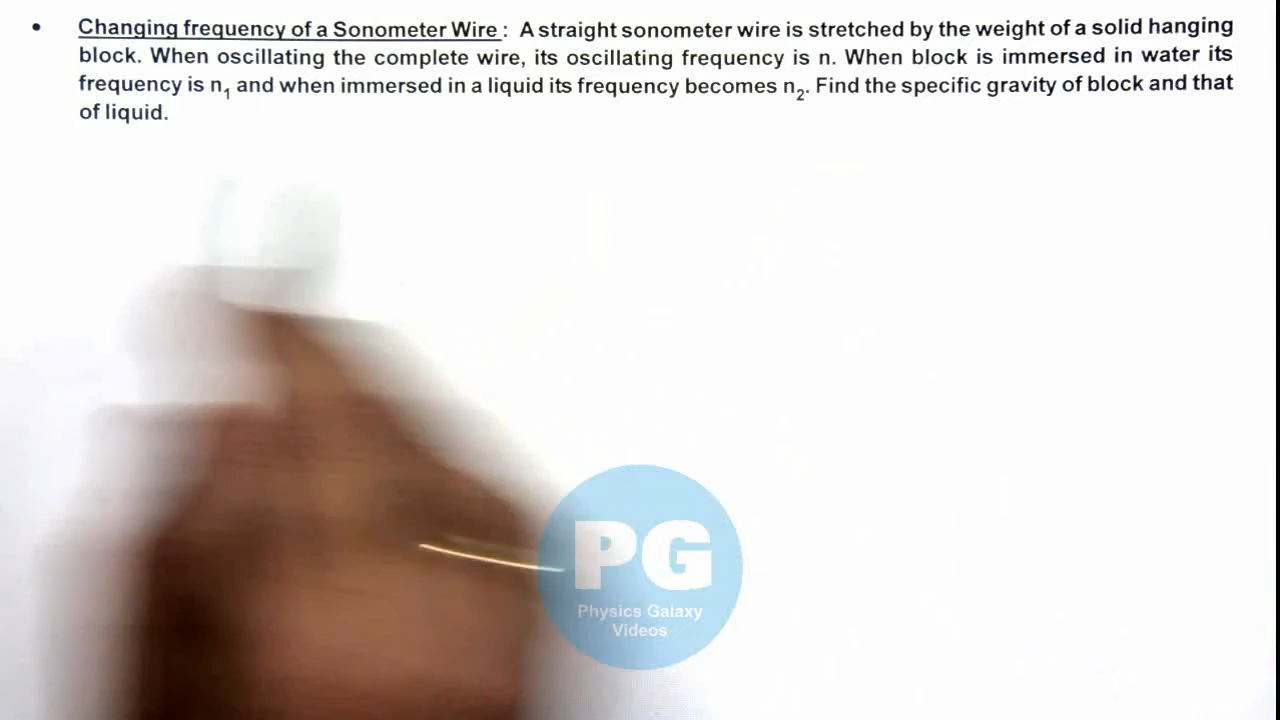 • Changing frequency of a Sonometer Wire : A straight sonometer wire is stretched by the weight of a solid hanging
block. When oscillating the complete wire, its oscillating frequency is n. When block is immersed in water its
frequency is n₁ and when immersed in a liquid its frequency becomes n₂. Find the specific gravity of block and that
of liquid.
PG
Physics Galaxy
Videos